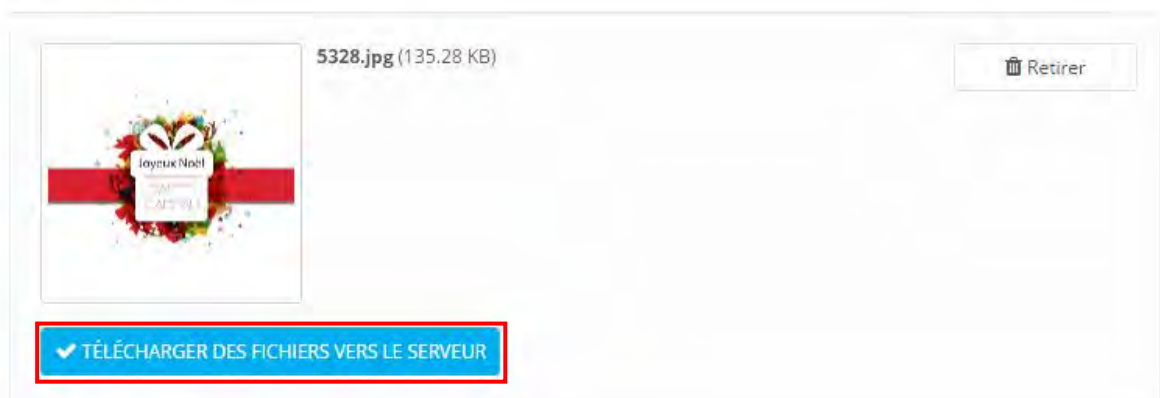 5328.jpg (135.28 KB)
Retirer
Joyeux Noël
TÉLÉCHARGER DES FICHIERS VERS LE SERVEUR